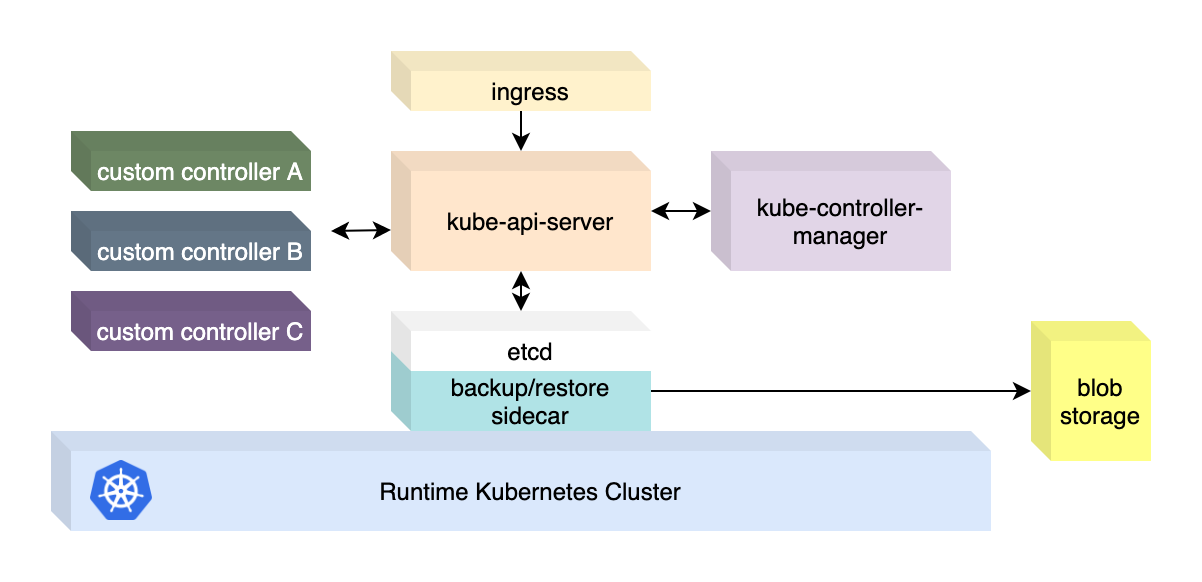 ingress
custom controller A
custom controller B
custom controller C
kube-api-server
kube-controller-
manager
etcd
backup/restore
sidecar
blob
storage
Runtime Kubernetes Cluster